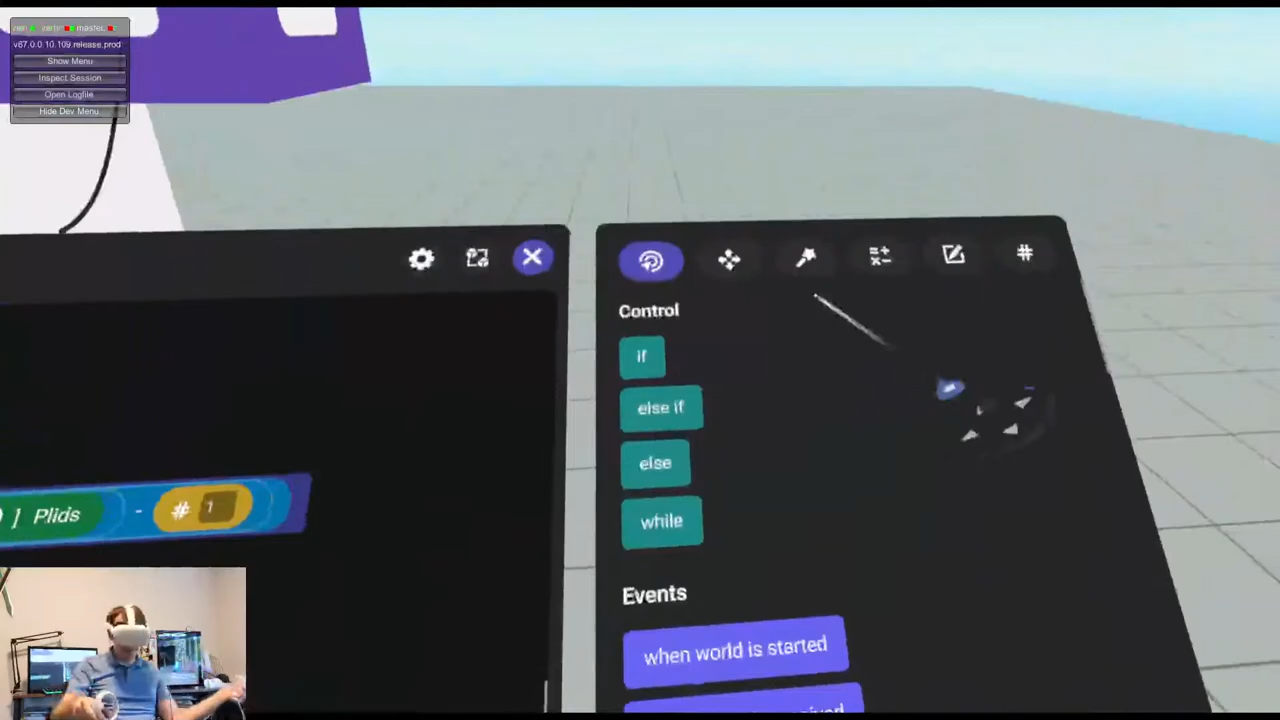 master
v67.0.0.10.109.release.prod
Show Menu
Inspect Session
Open Logfile
Hide Dev Menu
Control
if
else if
else
while
] Plids - # 1
Events
when world is started